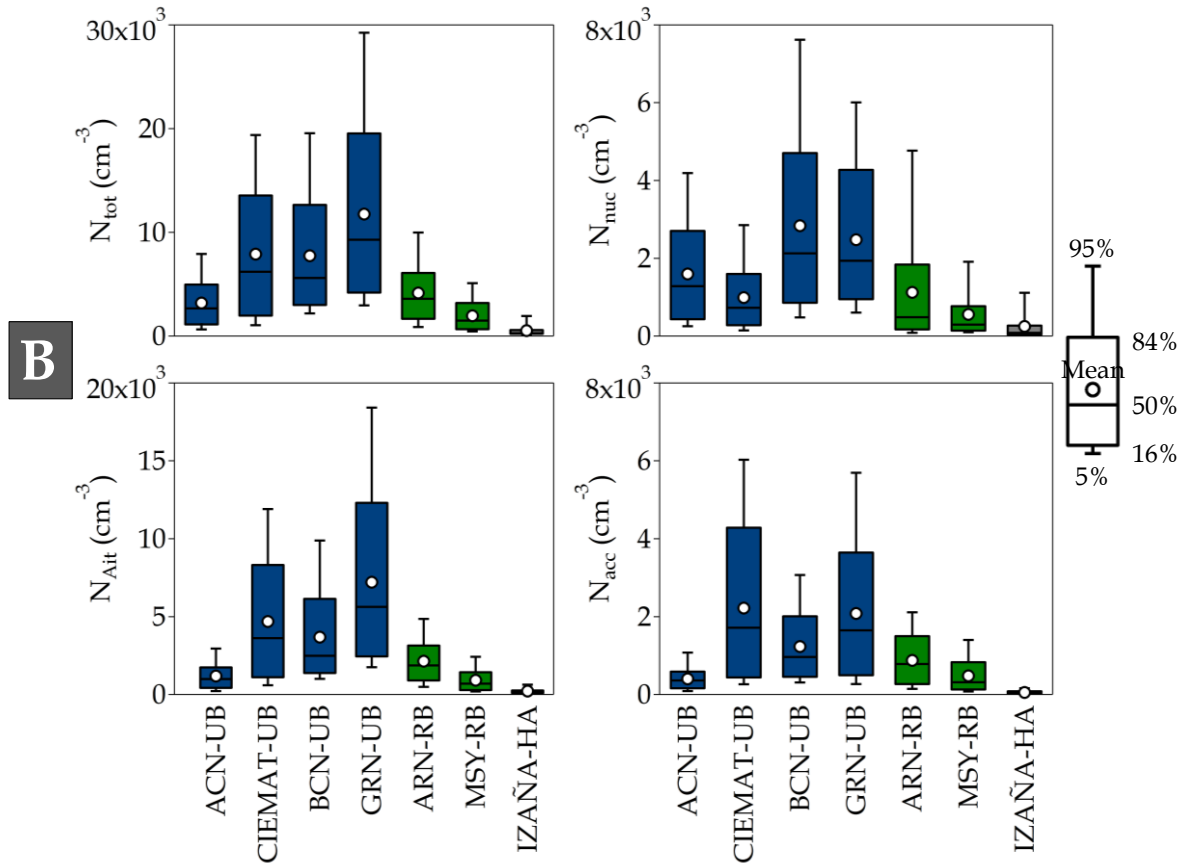 30x10³
20
10
0
N_tot (cm⁻³)
8x10³
6
4
2
0
N_nuc (cm⁻³)
B
95%
84%
Mean
50%
16%
5%
20x10³
15
10
5
0
N_Ait (cm⁻³)
8x10³
6
4
2
0
N_acc (cm⁻³)
ACN-UB
CIEMAT-UB
BCN-UB
GRN-UB
ARN-RB
MSY-RB
IZAÑA-HA
ACN-UB
CIEMAT-UB
BCN-UB
GRN-UB
ARN-RB
MSY-RB
IZAÑA-HA